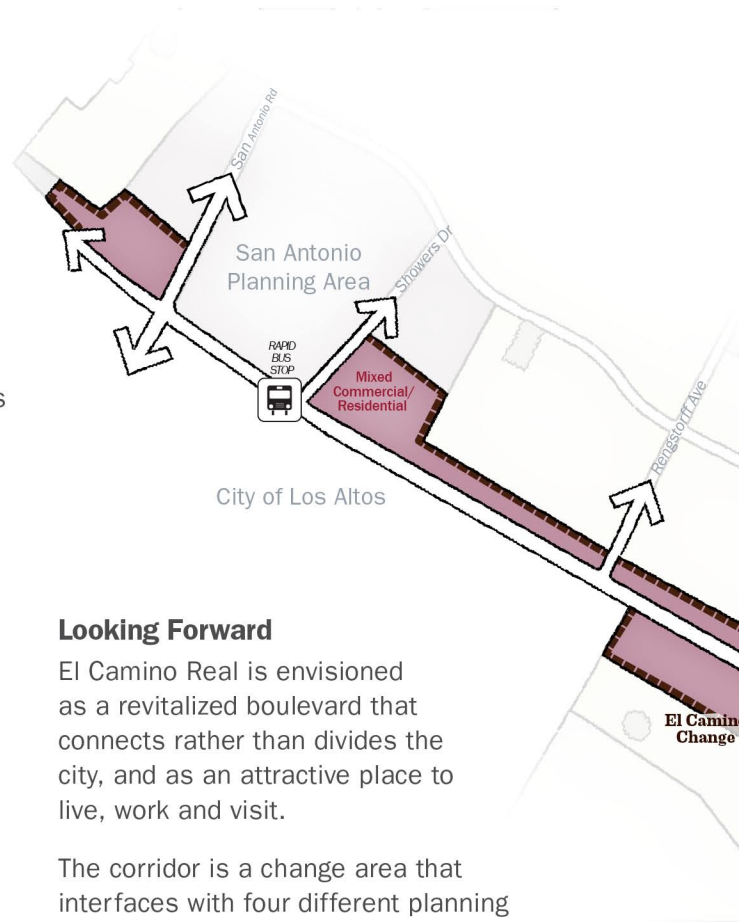 San Antonio Rd
San Antonio
Planning Area
Showers Dr
RAPID
BUS
STOP
Mixed
Commercial/
Residential
Rengstorff Ave
s
City of Los Altos
Looking Forward
El Camino Real is envisioned
as a revitalized boulevard that
connects rather than divides the
city, and as an attractive place to
live, work and visit.
El Camin
Change
The corridor is a change area that
interfaces with four different planning